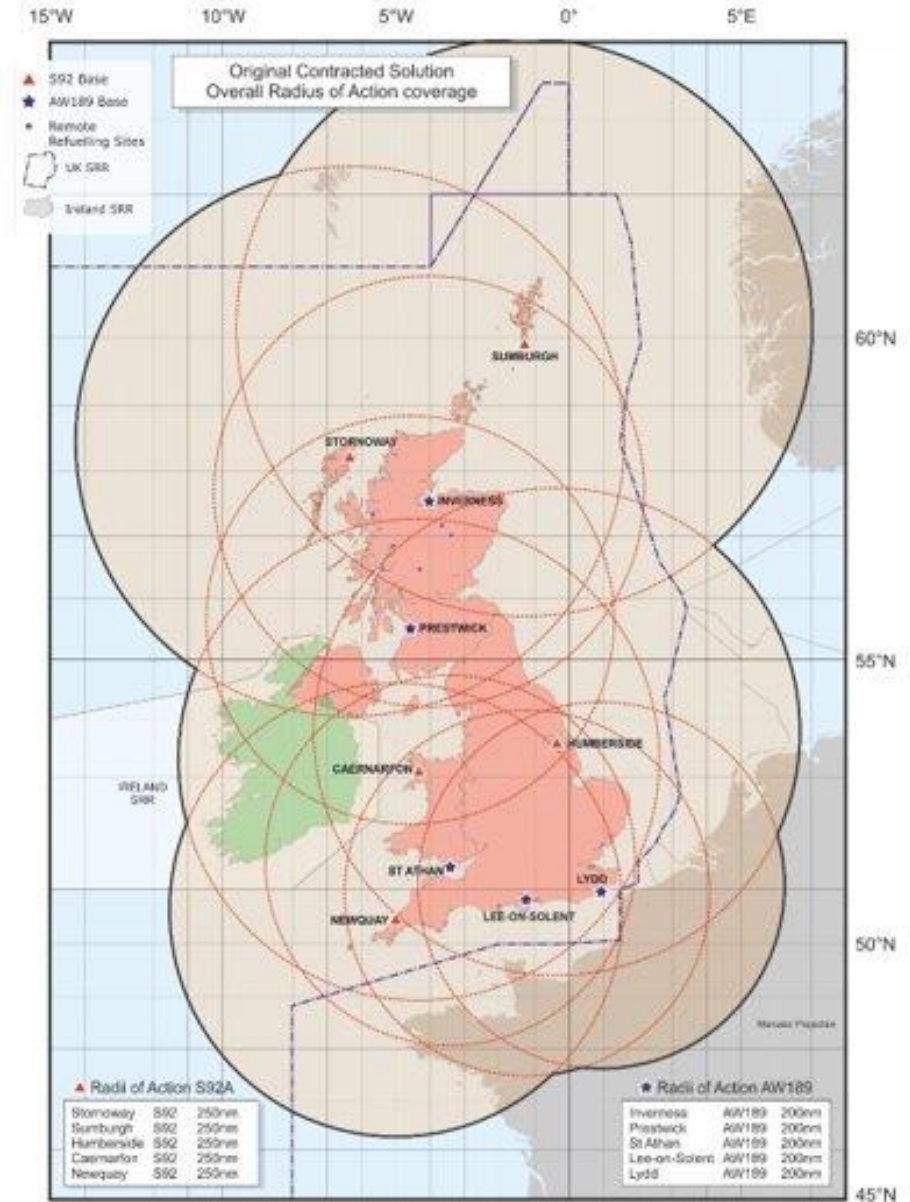 15°W 10°W 5°W 0° 5°E
Original Contracted Solution
Overall Radius of Action coverage
S92 Base
AW189 Base
Remote
Refuelling Sites
UK SRR
Ireland SRR
60°N
SUMBURGH
STORNOWAY
INVERNESS
PRESTWICK
55°N
HUMBERSIDE
CAERNARFON
IRELAND
SRR
ST ATHAN
LYDD
LEE-ON-SOLENT
NEWQUAY
50°N
Mercator Projection
Radii of Action S92A
Stornoway S92 250nm
Sumburgh S92 250nm
Humberside S92 250nm
Caernarfon S92 250nm
Newquay S92 250nm
Radii of Action AW189
Inverness AW189 200nm
Prestwick AW189 200nm
St Athan AW189 200nm
Lee-on-Solent AW189 200nm
Lydd AW189 200nm
45°N